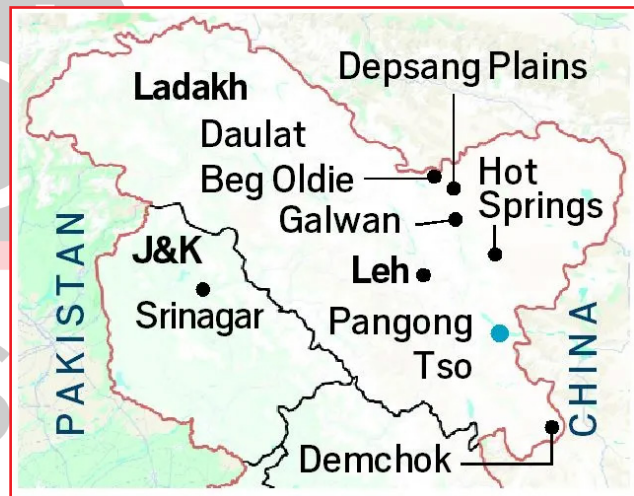 Depsang Plains
Ladakh
Daulat
Beg Oldie
Hot
Springs
Galwan
J&K
Leh
Srinagar
Pangong
Tso
PAKISTAN
CHINA
Demchok